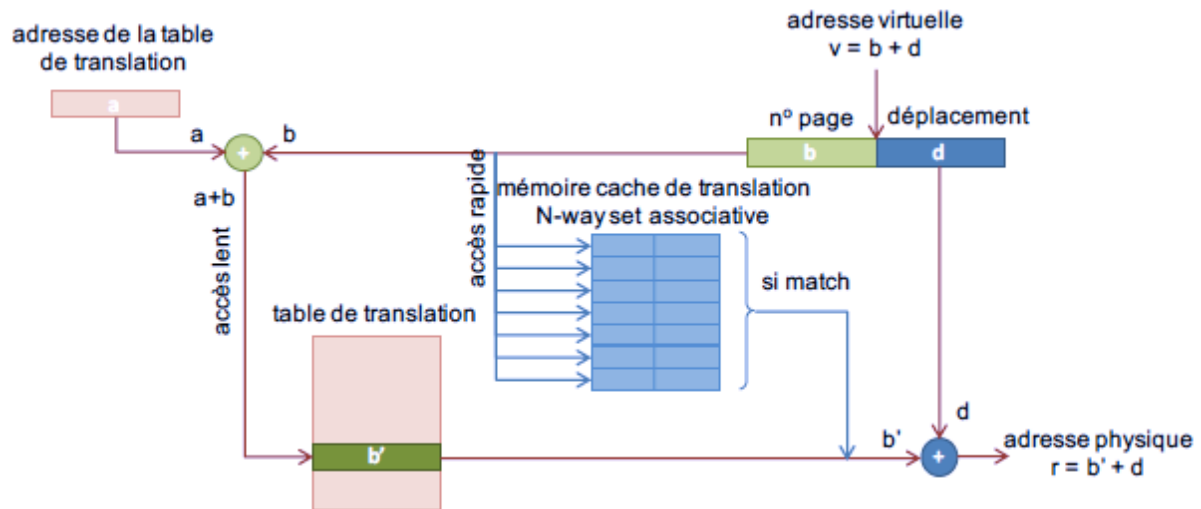 adresse de la table
de translation
a
a
b
+
a+b
accès lent
table de translation
b'
adresse virtuelle
v = b + d
nº page
déplacement
b
d
accès rapide
mémoire cache de translation
N-way set associative
si match
d
b'
+
adresse physique
r = b' + d